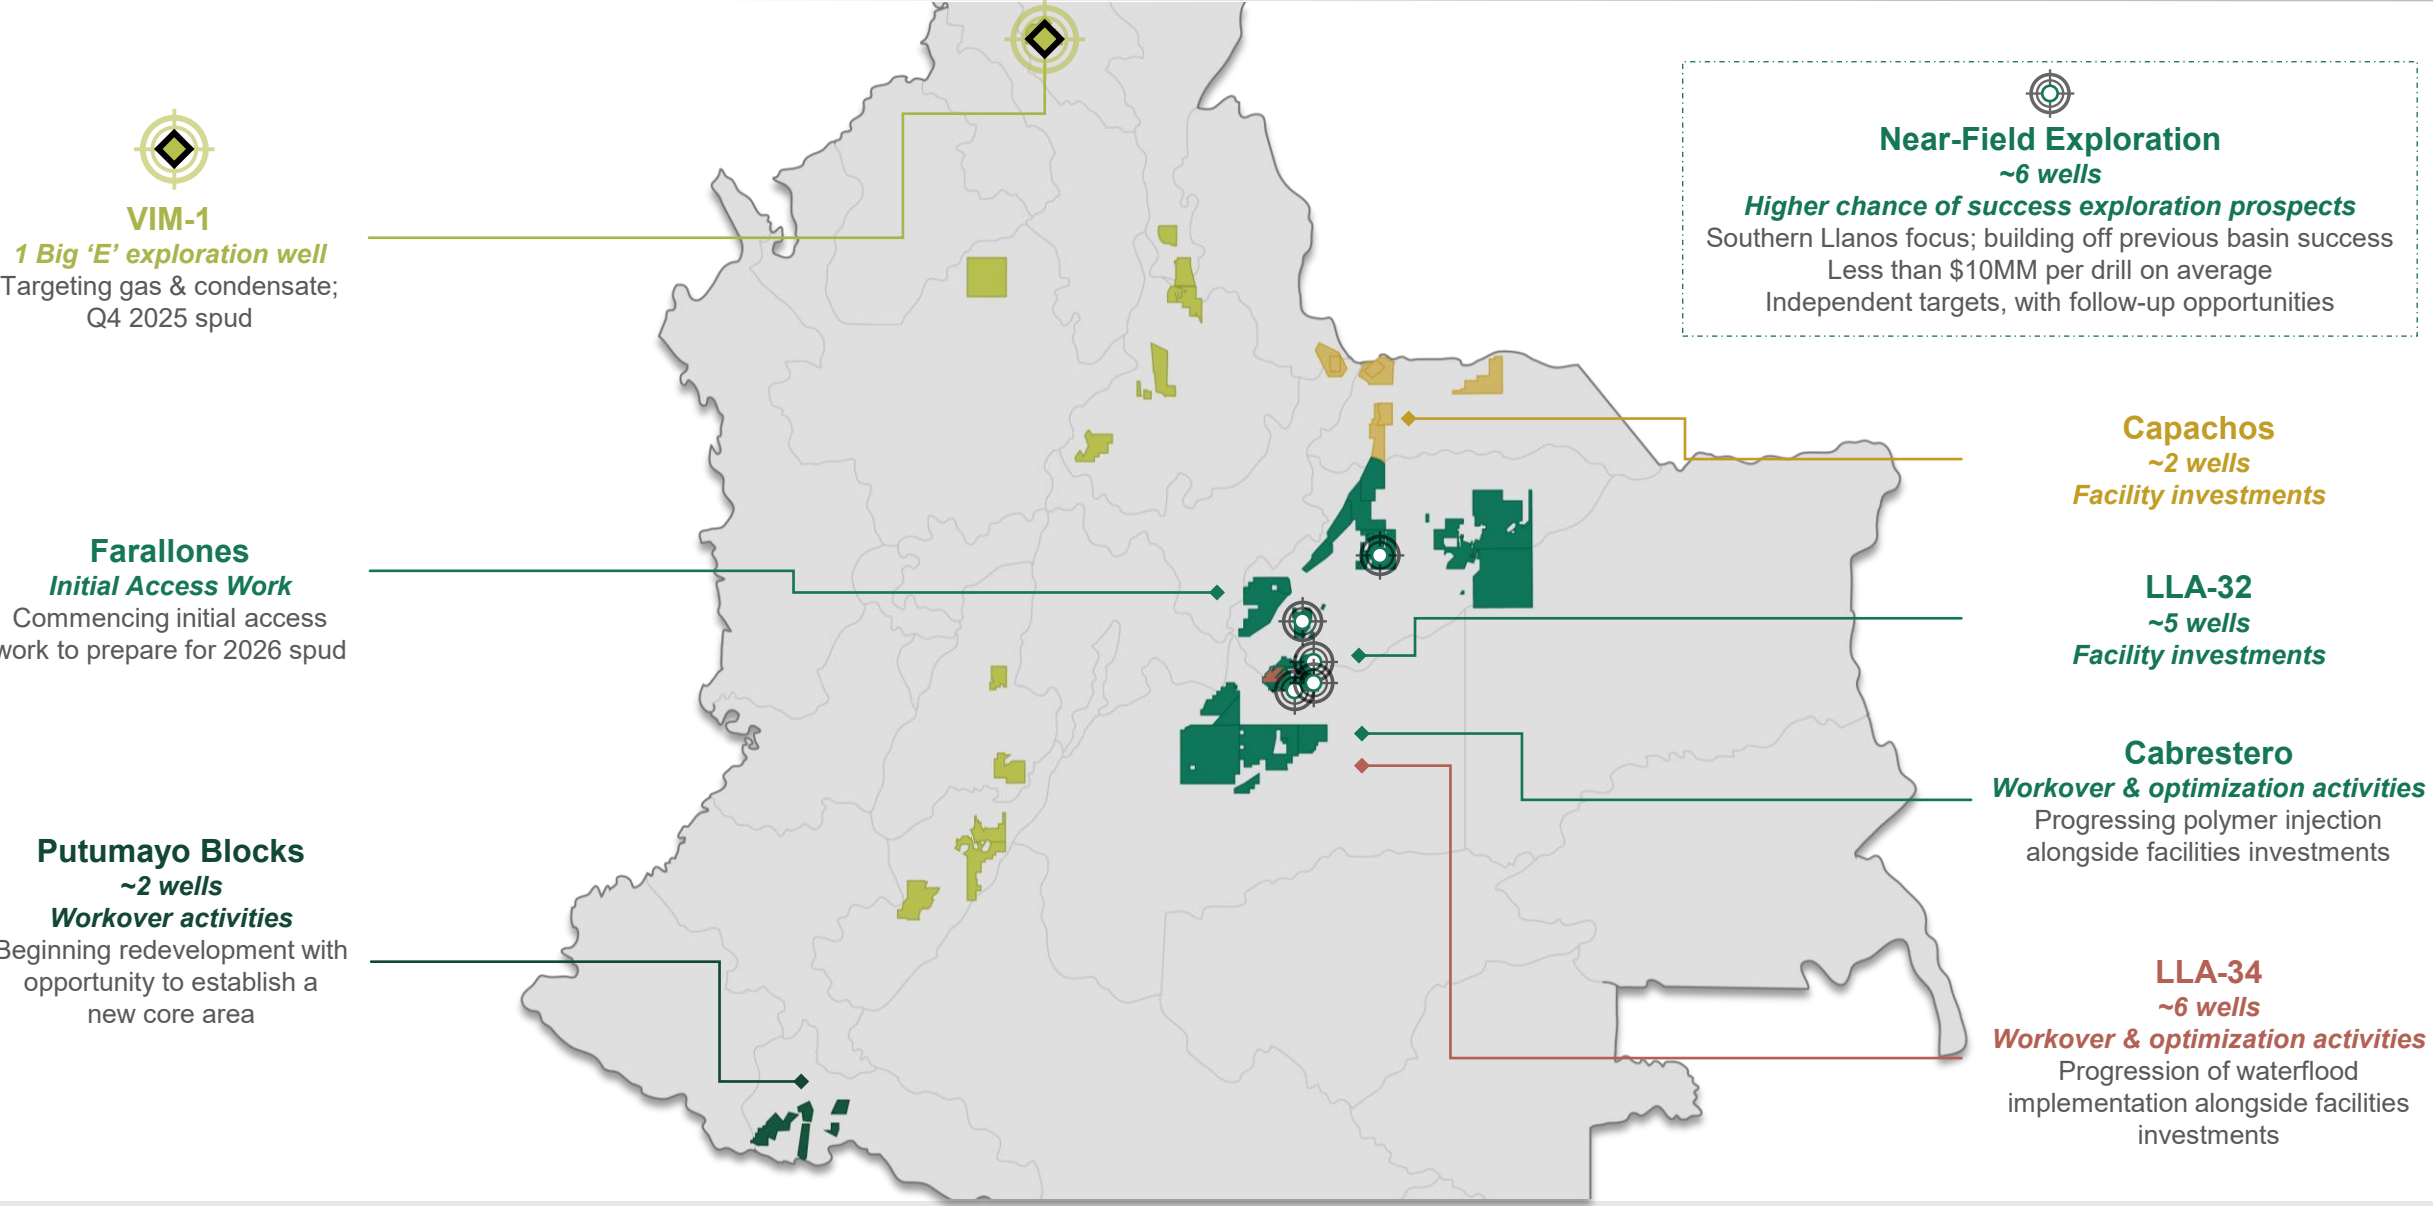 VIM-1
1 Big ‘E’ exploration well
Targeting gas & condensate;
Q4 2025 spud
Farallones
Initial Access Work
Commencing initial access
work to prepare for 2026 spud
Putumayo Blocks
~2 wells
Workover activities
Beginning redevelopment with
opportunity to establish a
new core area
Near-Field Exploration
~6 wells
Higher chance of success exploration prospects
Southern Llanos focus; building off previous basin success
Less than $10MM per drill on average
Independent targets, with follow-up opportunities
Capachos
~2 wells
Facility investments
LLA-32
~5 wells
Facility investments
Cabrestero
Workover & optimization activities
Progressing polymer injection
alongside facilities investments
LLA-34
~6 wells
Workover & optimization activities
Progression of waterflood
implementation alongside facilities
investments